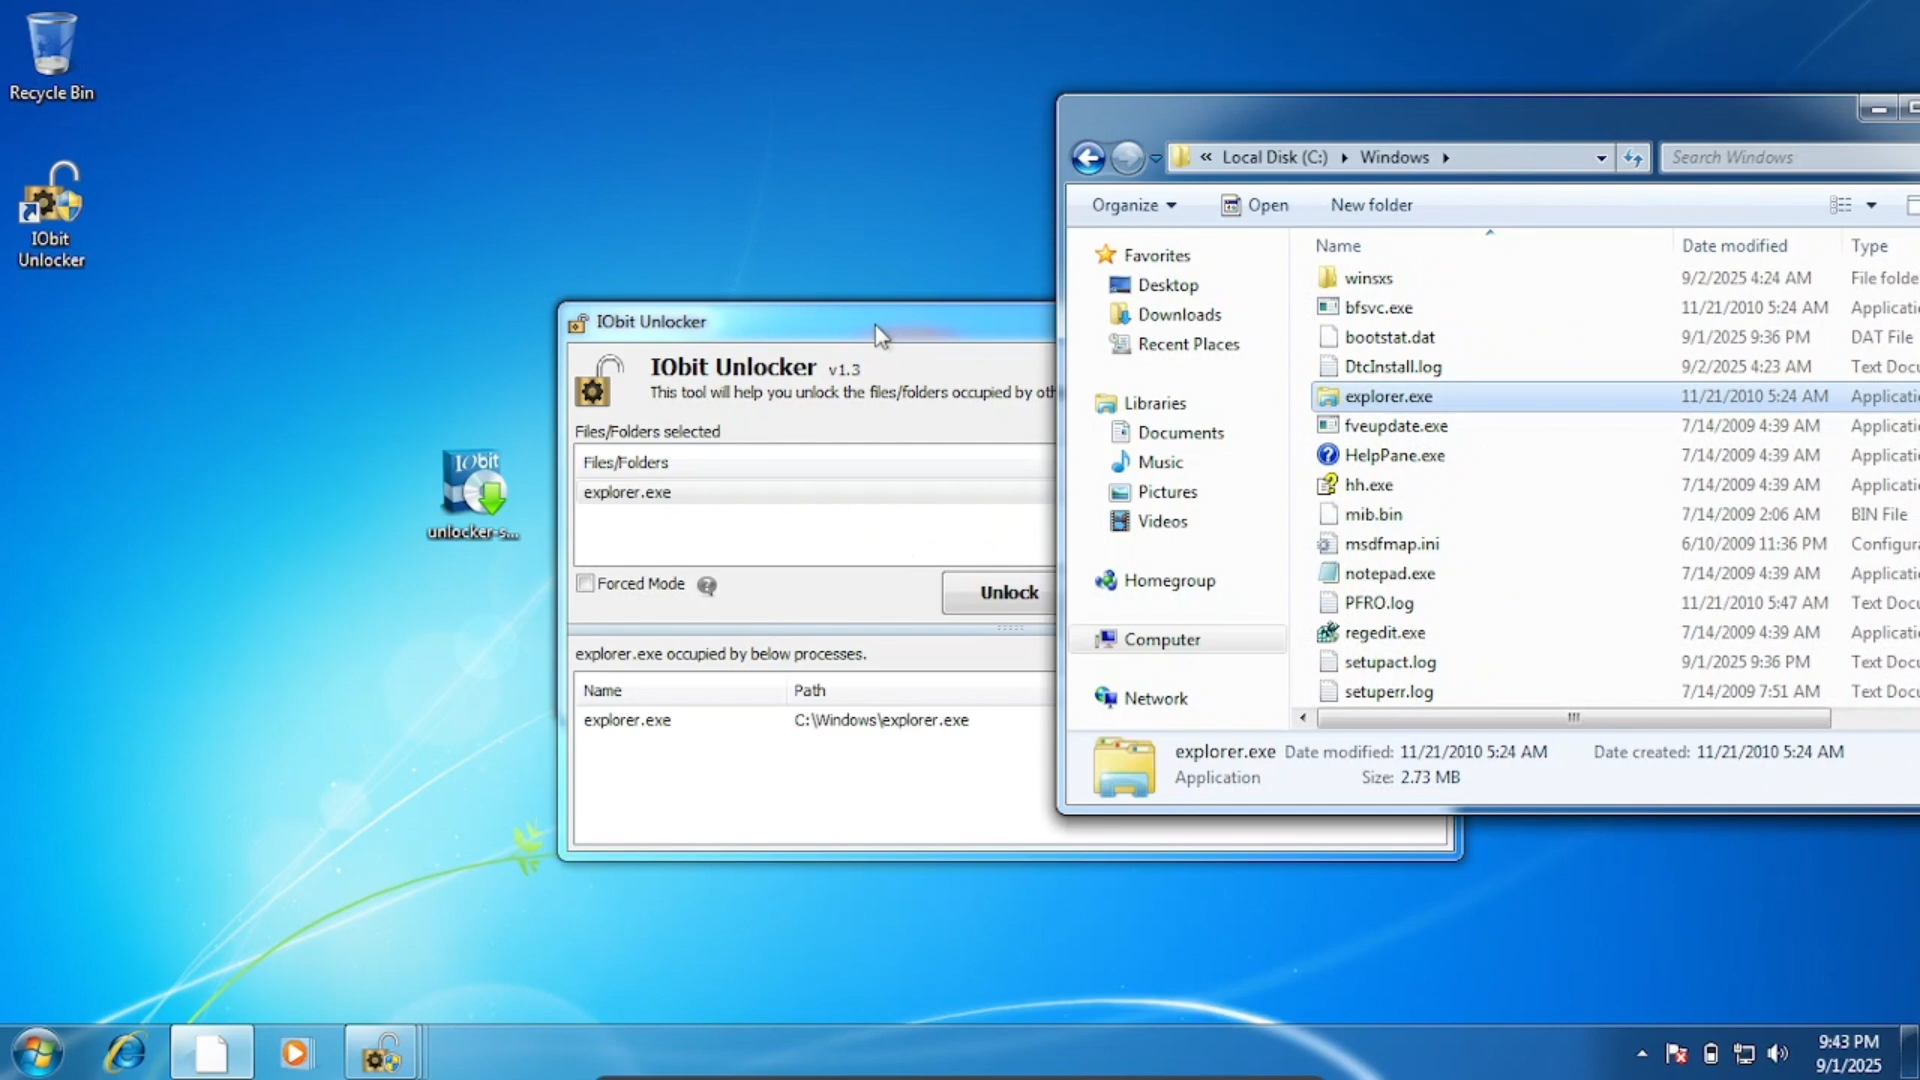 Recycle Bin
IObit
Unlocker
IObit
unlocker-s...
IObit Unlocker
IObit Unlocker v1.3
This tool will help you unlock the files/folders occupied by oth
Files/Folders selected
Files/Folders
explorer.exe
Forced Mode
Unlock
explorer.exe occupied by below processes.
Name Path
explorer.exe C:\Windows\explorer.exe
« Local Disk (C:) Windows
Search Windows
Organize Open New folder
Favorites
Desktop
Downloads
Recent Places
Libraries
Documents
Music
Pictures
Videos
Homegroup
Computer
Network
Name Date modified Type
winsxs 9/2/2025 4:24 AM File folde
bfsvc.exe 11/21/2010 5:24 AM Applicatio
bootstat.dat 9/1/2025 9:36 PM DAT File
DtcInstall.log 9/2/2025 4:23 AM Text Docu
explorer.exe 11/21/2010 5:24 AM Applicatio
fveupdate.exe 7/14/2009 4:39 AM Applicatio
HelpPane.exe 7/14/2009 4:39 AM Applicatio
hh.exe 7/14/2009 4:39 AM Applicatio
mib.bin 7/14/2009 2:06 AM BIN File
msdfmap.ini 6/10/2009 11:36 PM Configura
notepad.exe 7/14/2009 4:39 AM Applicatio
PFRO.log 11/21/2010 5:47 AM Text Docu
regedit.exe 7/14/2009 4:39 AM Applicatio
setupact.log 9/1/2025 9:36 PM Text Docu
setuperr.log 7/14/2009 7:51 AM Text Docu
explorer.exe Date modified: 11/21/2010 5:24 AM Date created: 11/21/2010 5:24 AM
Application Size: 2.73 MB
9:43 PM
9/1/2025